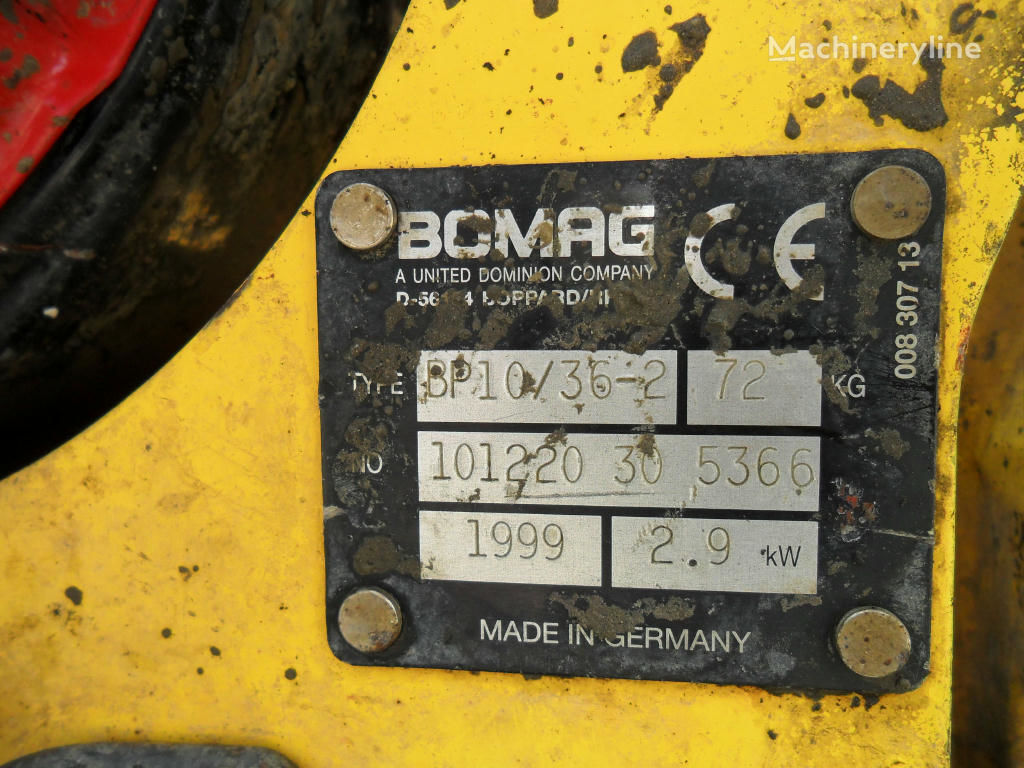 Machineryline
BOMAG CE
A UNITED DOMINION COMPANY
TYPE BP10/36-2 72 KG
NO 101220 30 5366
1999 2.9 kW
MADE IN GERMANY
008 307 13